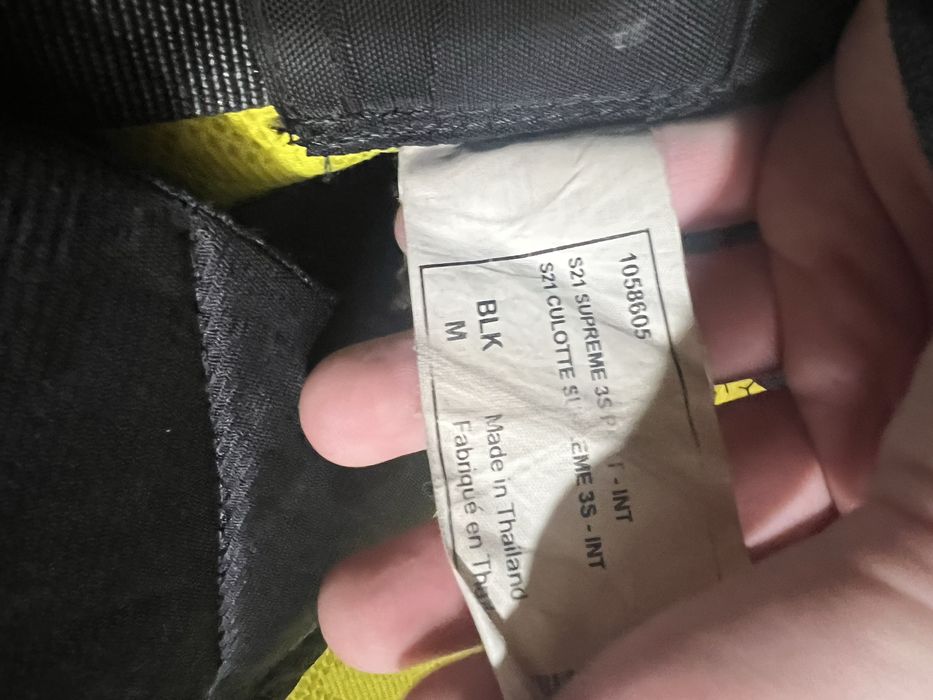 1058605
S21 SUPREME 3S - INT
S21 CULOTTE 3S - INT
BLK
M
Made in Thailand
Fabriqué en